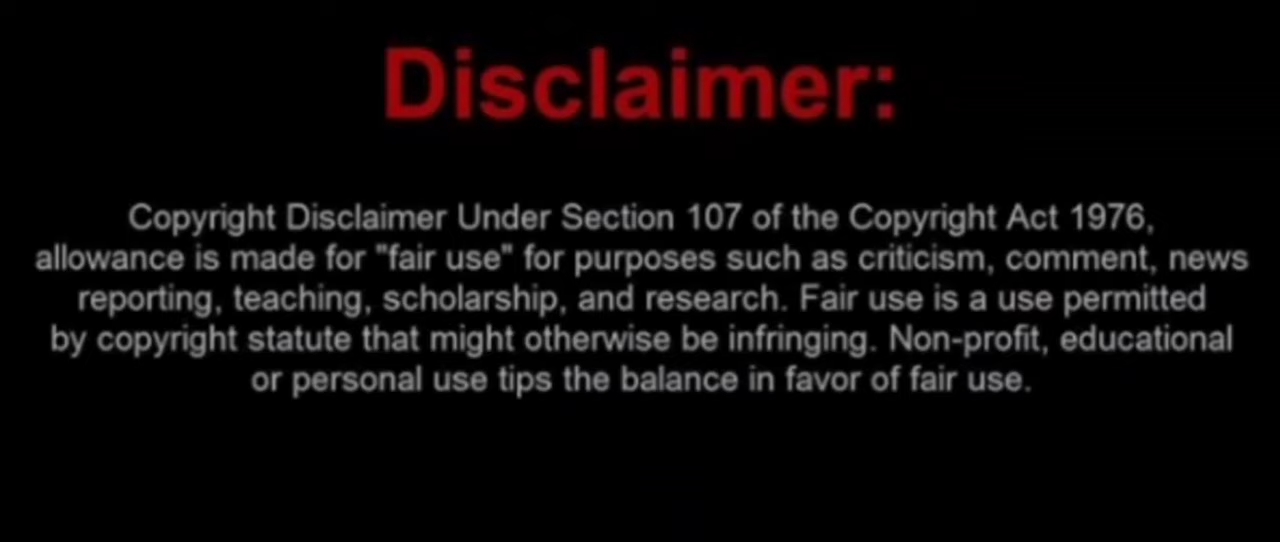 Disclaimer:
Copyright Disclaimer Under Section 107 of the Copyright Act 1976,
allowance is made for "fair use" for purposes such as criticism, comment, news
reporting, teaching, scholarship, and research. Fair use is a use permitted
by copyright statute that might otherwise be infringing. Non-profit, educational
or personal use tips the balance in favor of fair use.